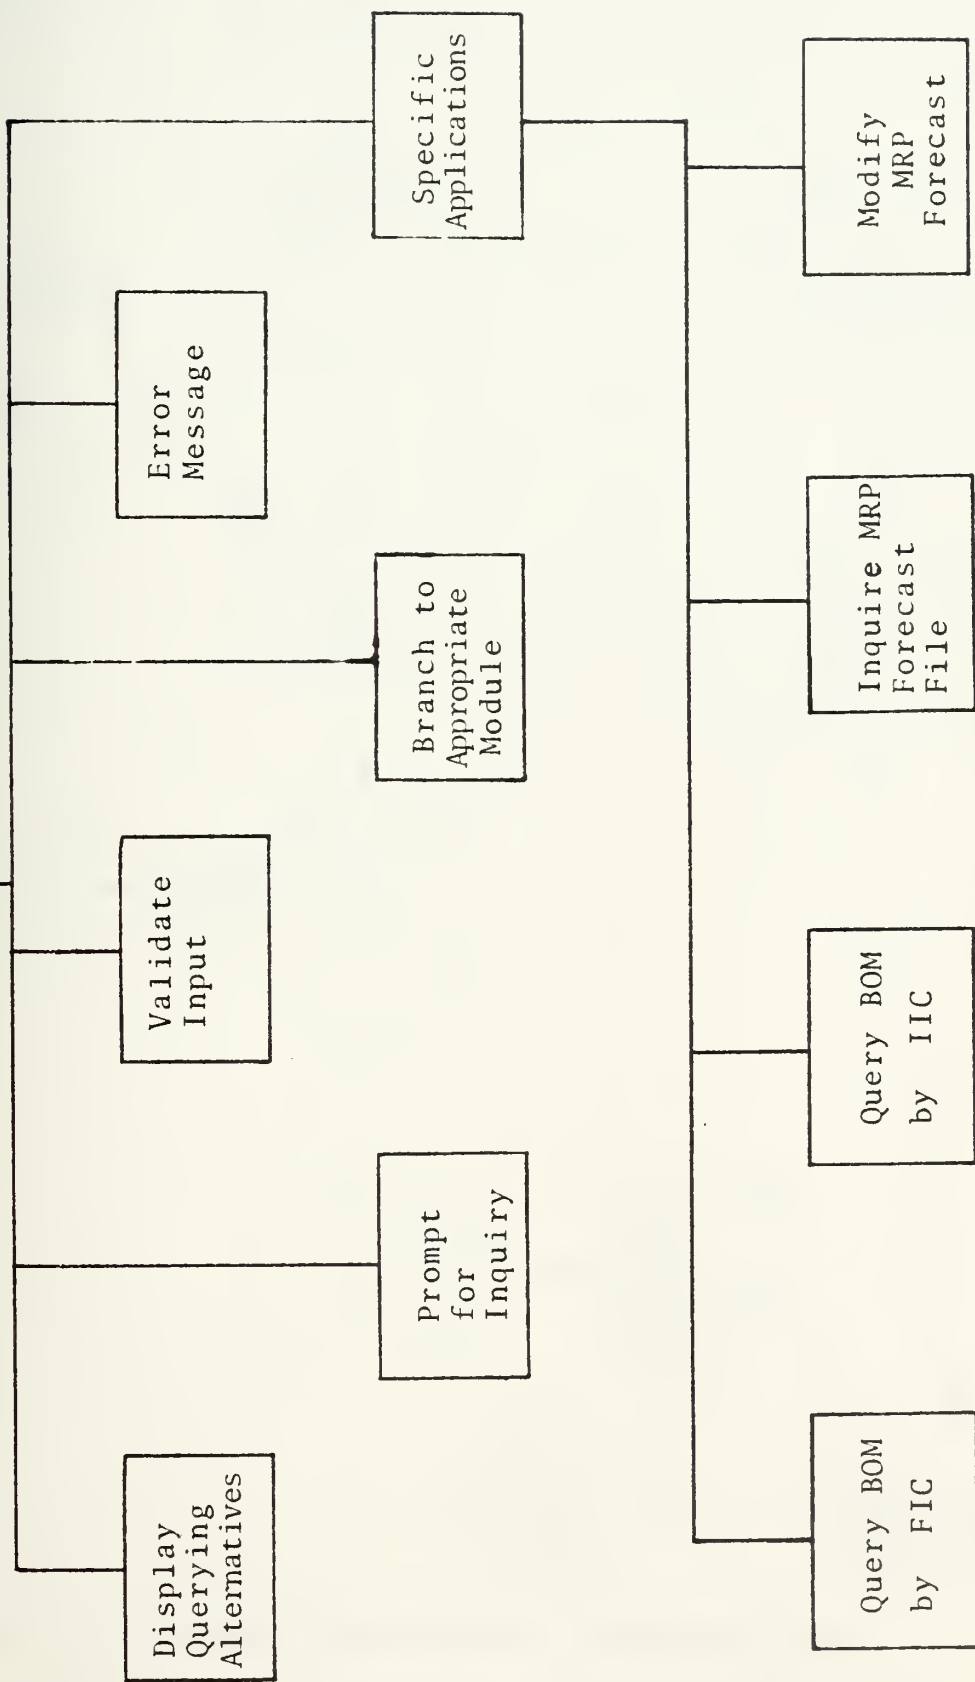 Display
Querying
Alternatives
Prompt
for
Inquiry
Validate
Input
Branch to
Appropriate
Module
Error
Message
Specific
Applications
Query BOM
by FIC
Query BOM
by IIC
Inquire MRP
Forecast
File
Modify
MRP
Forecast